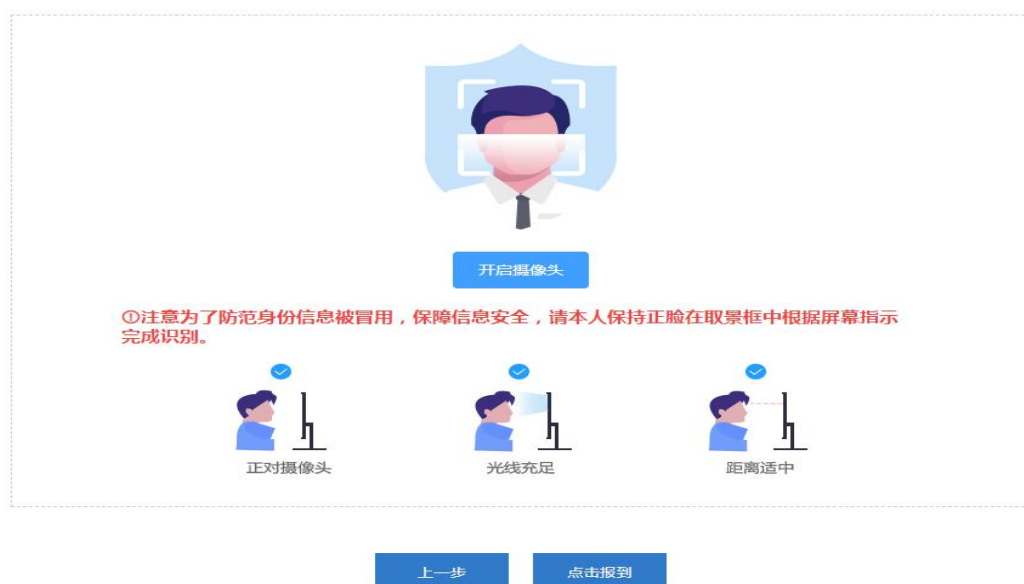 开启摄像头
①注意为了防范身份信息被冒用，保障信息安全，请本人保持正脸在取景框中根据屏幕指示
完成识别。
正对摄像头
光线充足
距离适中
上一步
点击报到